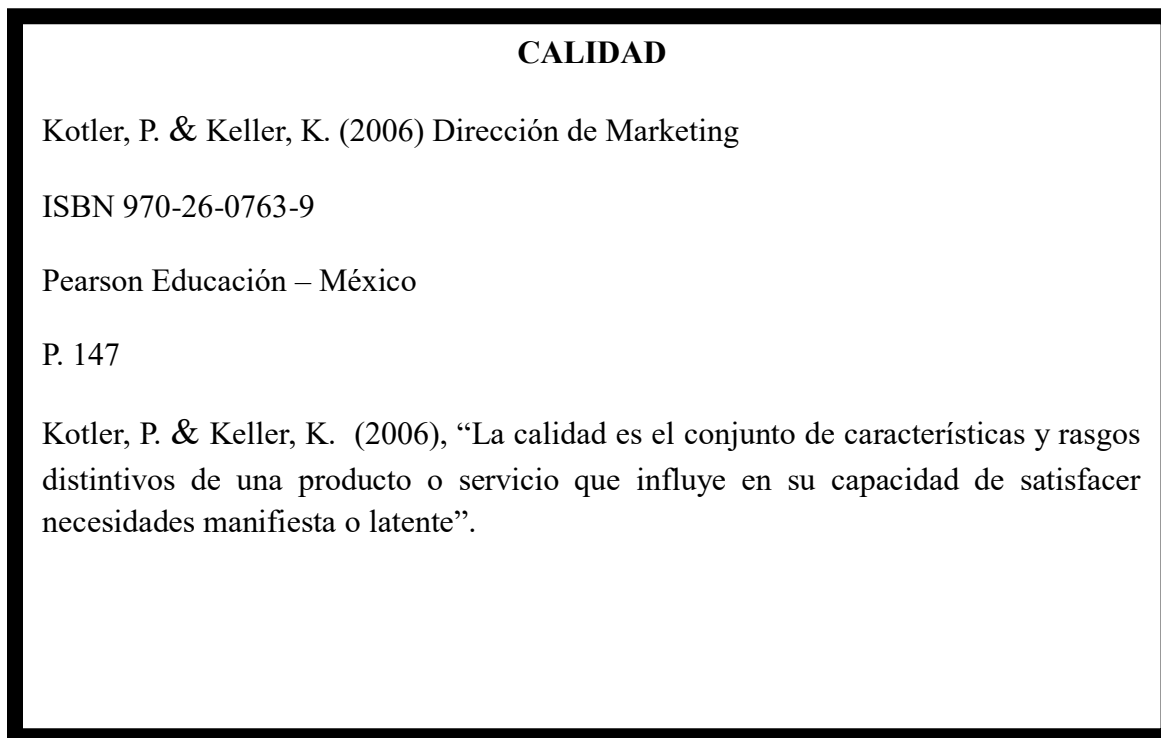 CALIDAD
Kotler, P. & Keller, K. (2006) Dirección de Marketing
ISBN 970-26-0763-9
Pearson Educación – México
P. 147
Kotler, P. & Keller, K. (2006), “La calidad es el conjunto de características y rasgos
distintivos de una producto o servicio que influye en su capacidad de satisfacer
necesidades manifiesta o latente”.